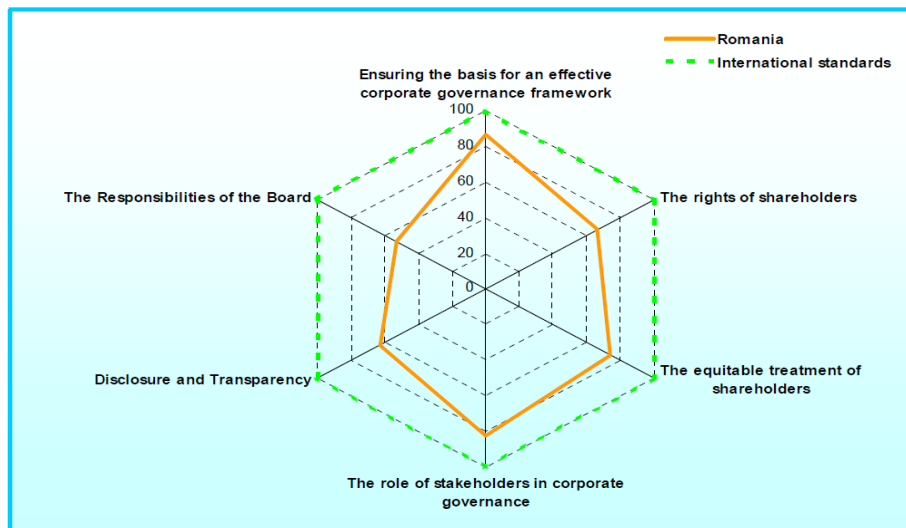 Romania
International standards
Ensuring the basis for an effective
corporate governance framework
100
80
60
40
20
0
The Responsibilities of the Board
The rights of shareholders
Disclosure and Transparency
The equitable treatment of
shareholders
The role of stakeholders in corporate
governance